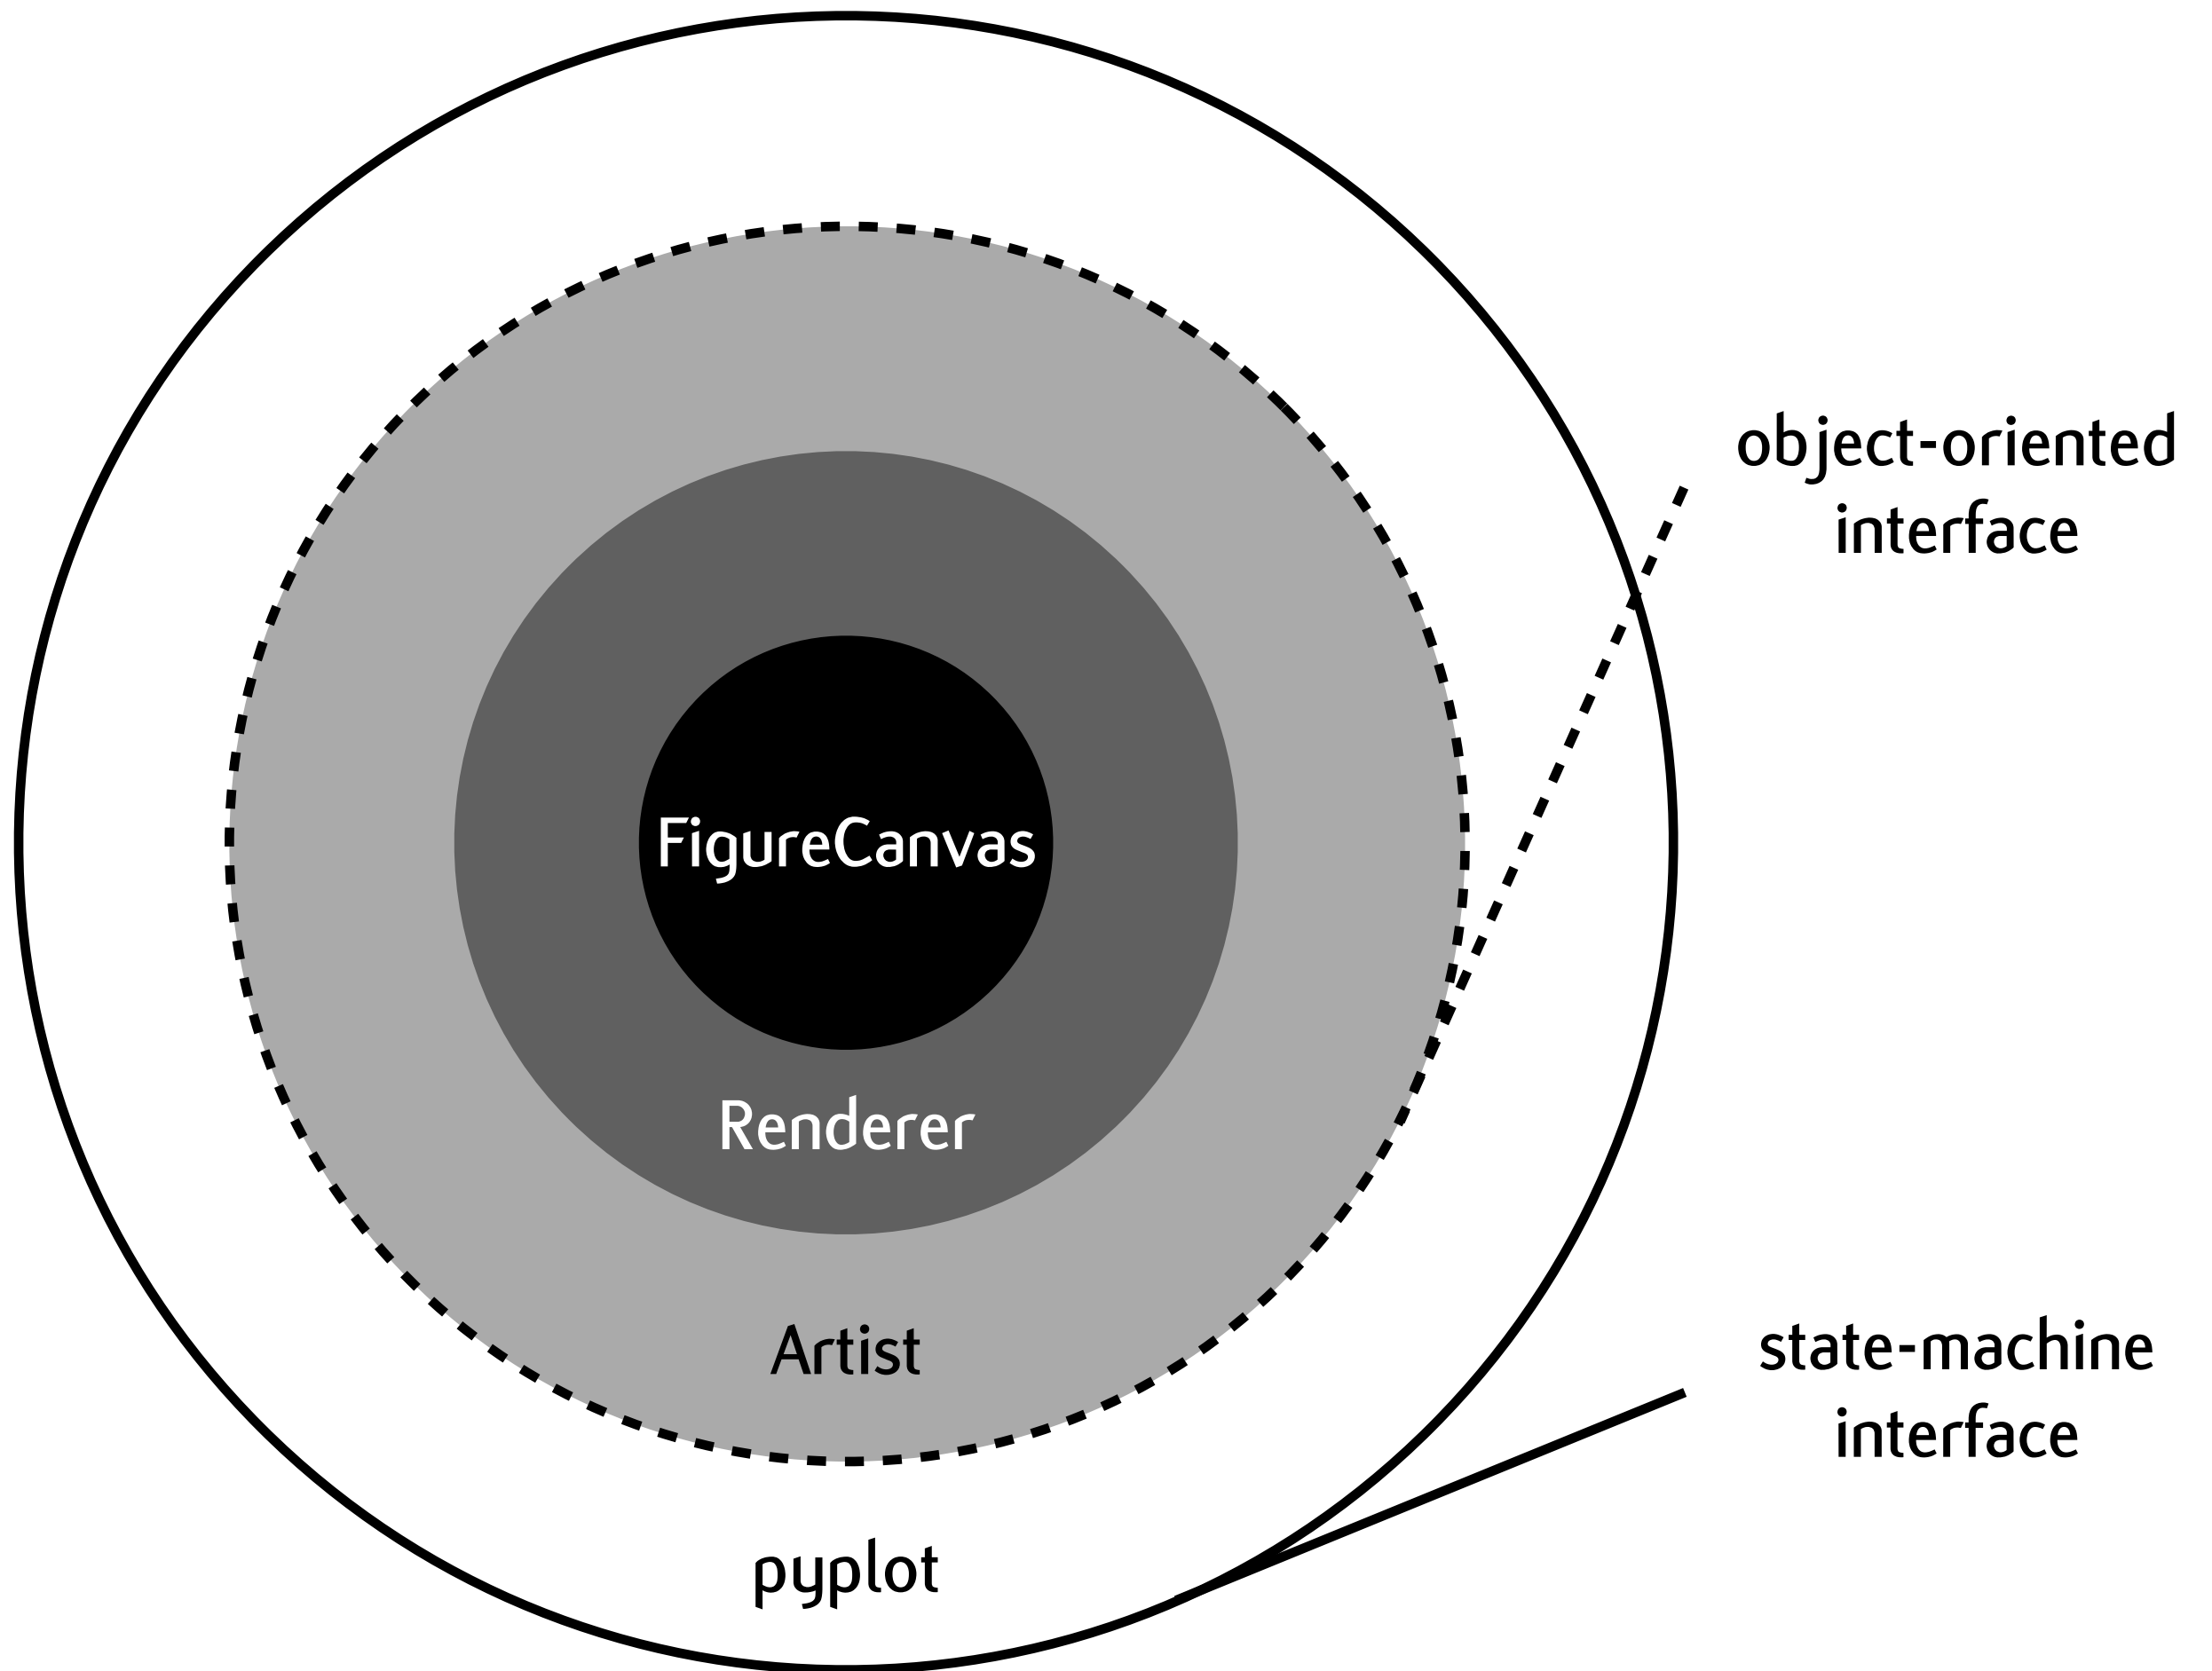 object-oriented
interface
FigureCanvas
Renderer
Artist
state-machine
interface
pyplot